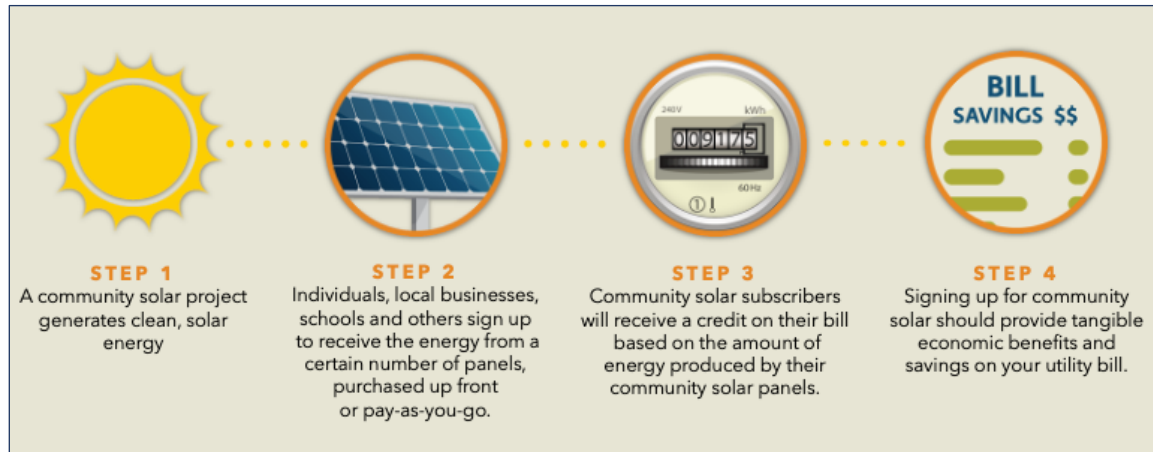 STEP 1
A community solar project
generates clean, solar
energy
STEP 2
Individuals, local businesses,
schools and others sign up
to receive the energy from a
certain number of panels,
purchased up front
or pay-as-you-go.
240V
kWh
009175
60Hz
1
STEP 3
Community solar subscribers
will receive a credit on their bill
based on the amount of
energy produced by their
community solar panels.
BILL
SAVINGS $$
STEP 4
Signing up for community
solar should provide tangible
economic benefits and
savings on your utility bill.